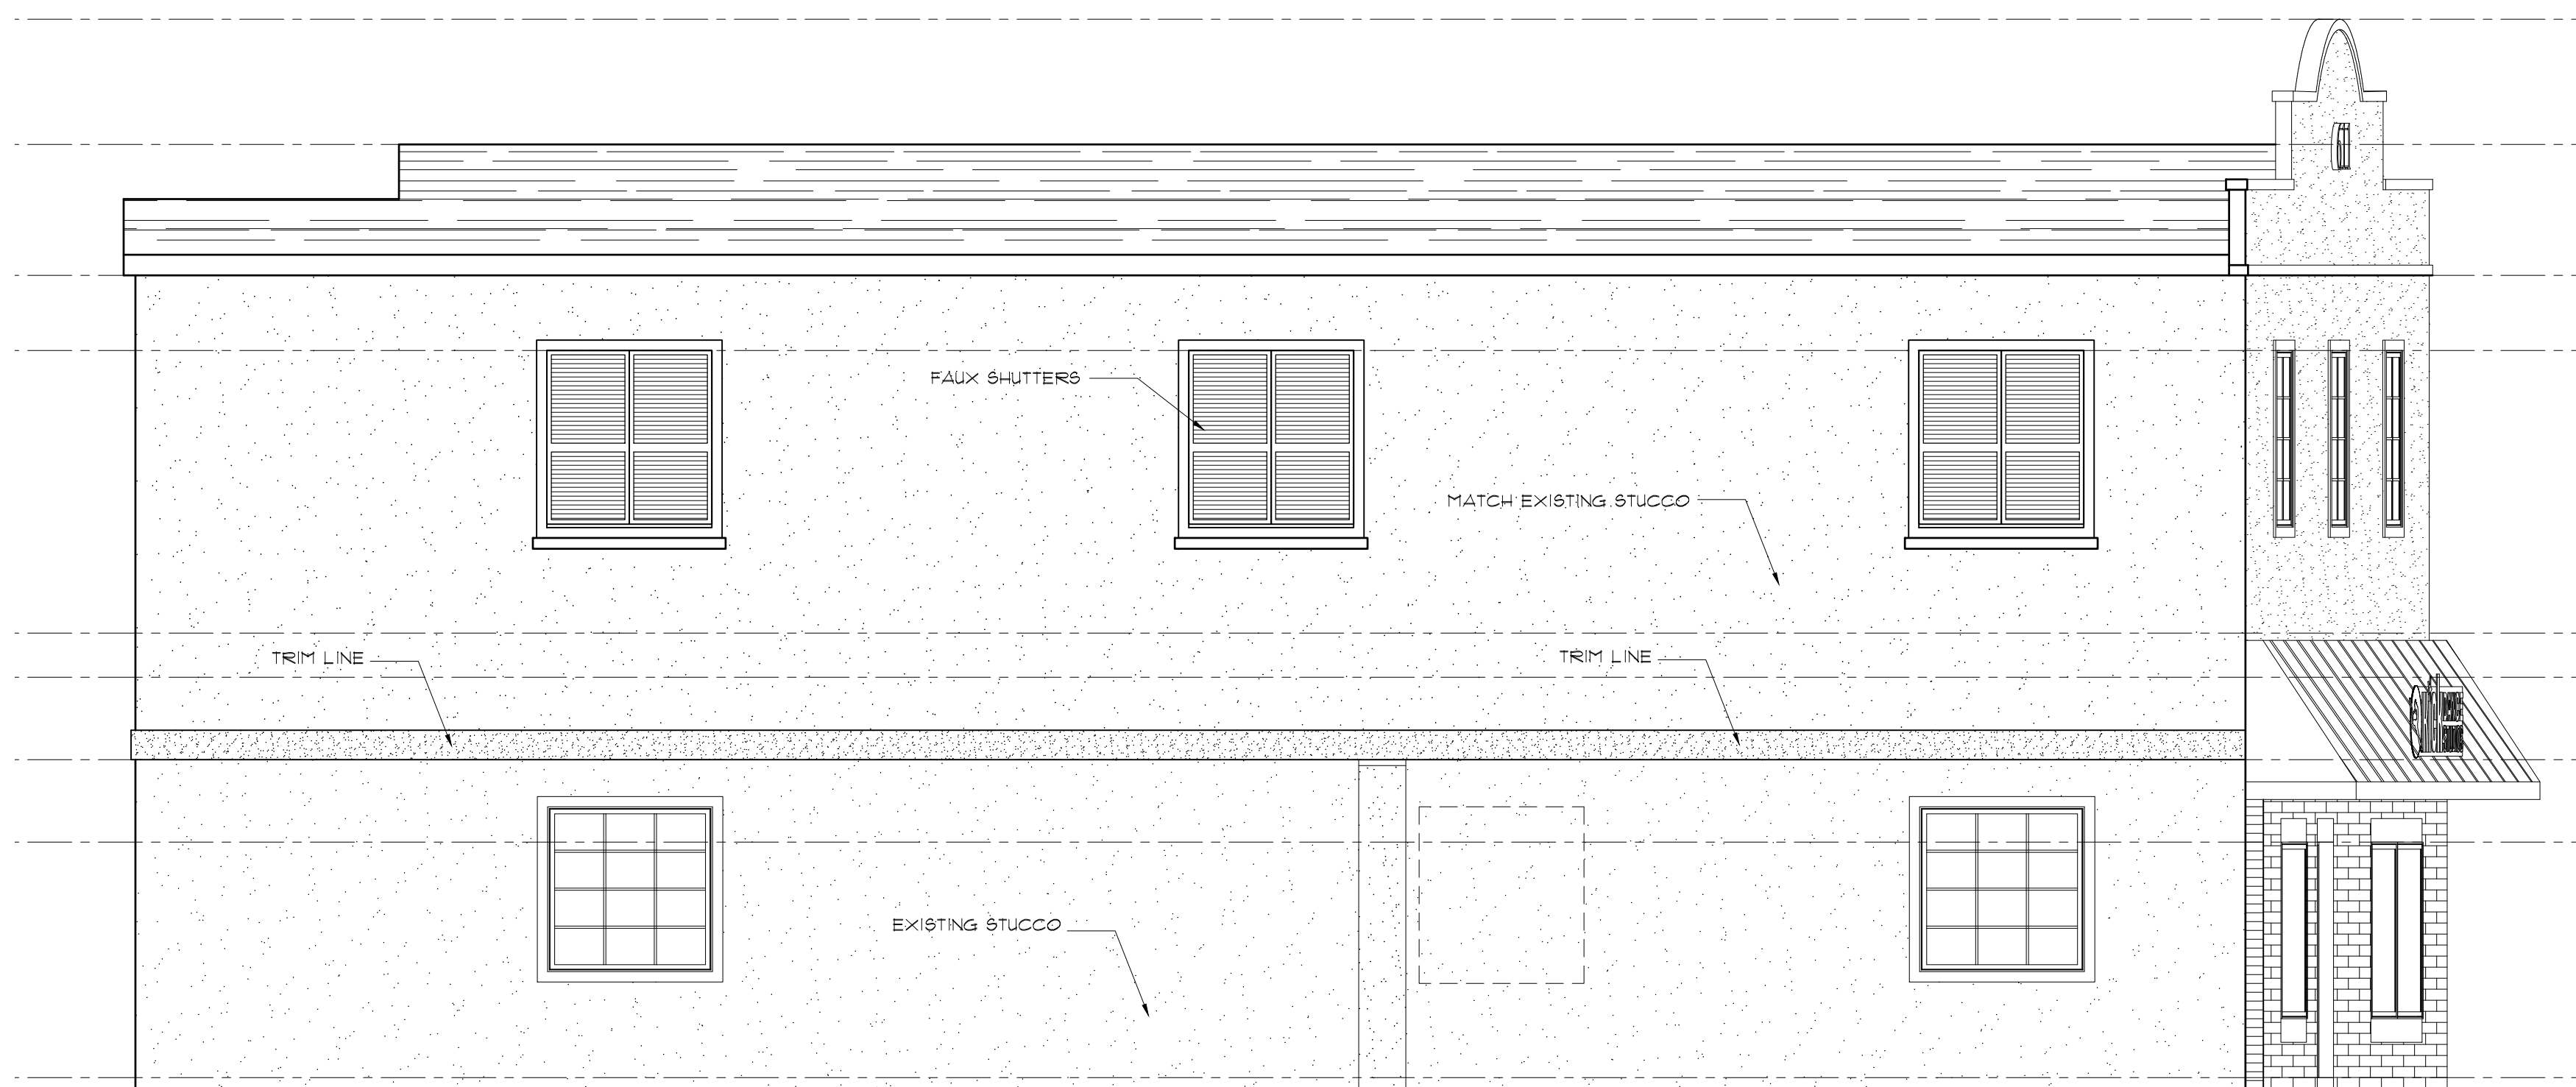 FAUX SHUTTERS
MATCH EXISTING STUCCO
TRIM LINE
TRIM LINE
EXISTING STUCCO